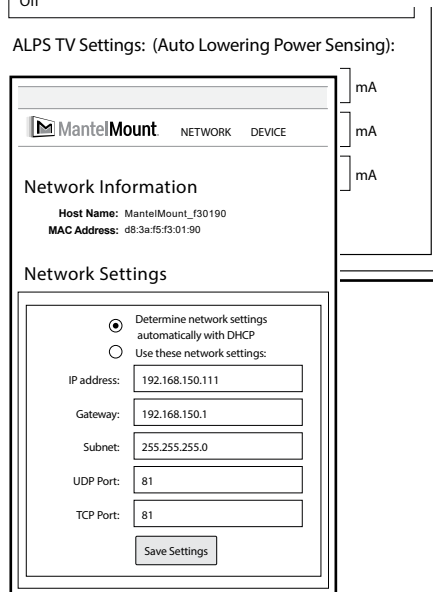 Off
ALPS TV Settings: (Auto Lowering Power Sensing):
mA
mA
mA
MantelMount. NETWORK DEVICE
Network Information
Host Name: MantelMount_f30190
MAC Address: d8:3a:f5:f3:01:90
Network Settings
Determine network settings
automatically with DHCP
Use these network settings:
IP address: 192.168.150.111
Gateway: 192.168.150.1
Subnet: 255.255.255.0
UDP Port: 81
TCP Port: 81
Save Settings